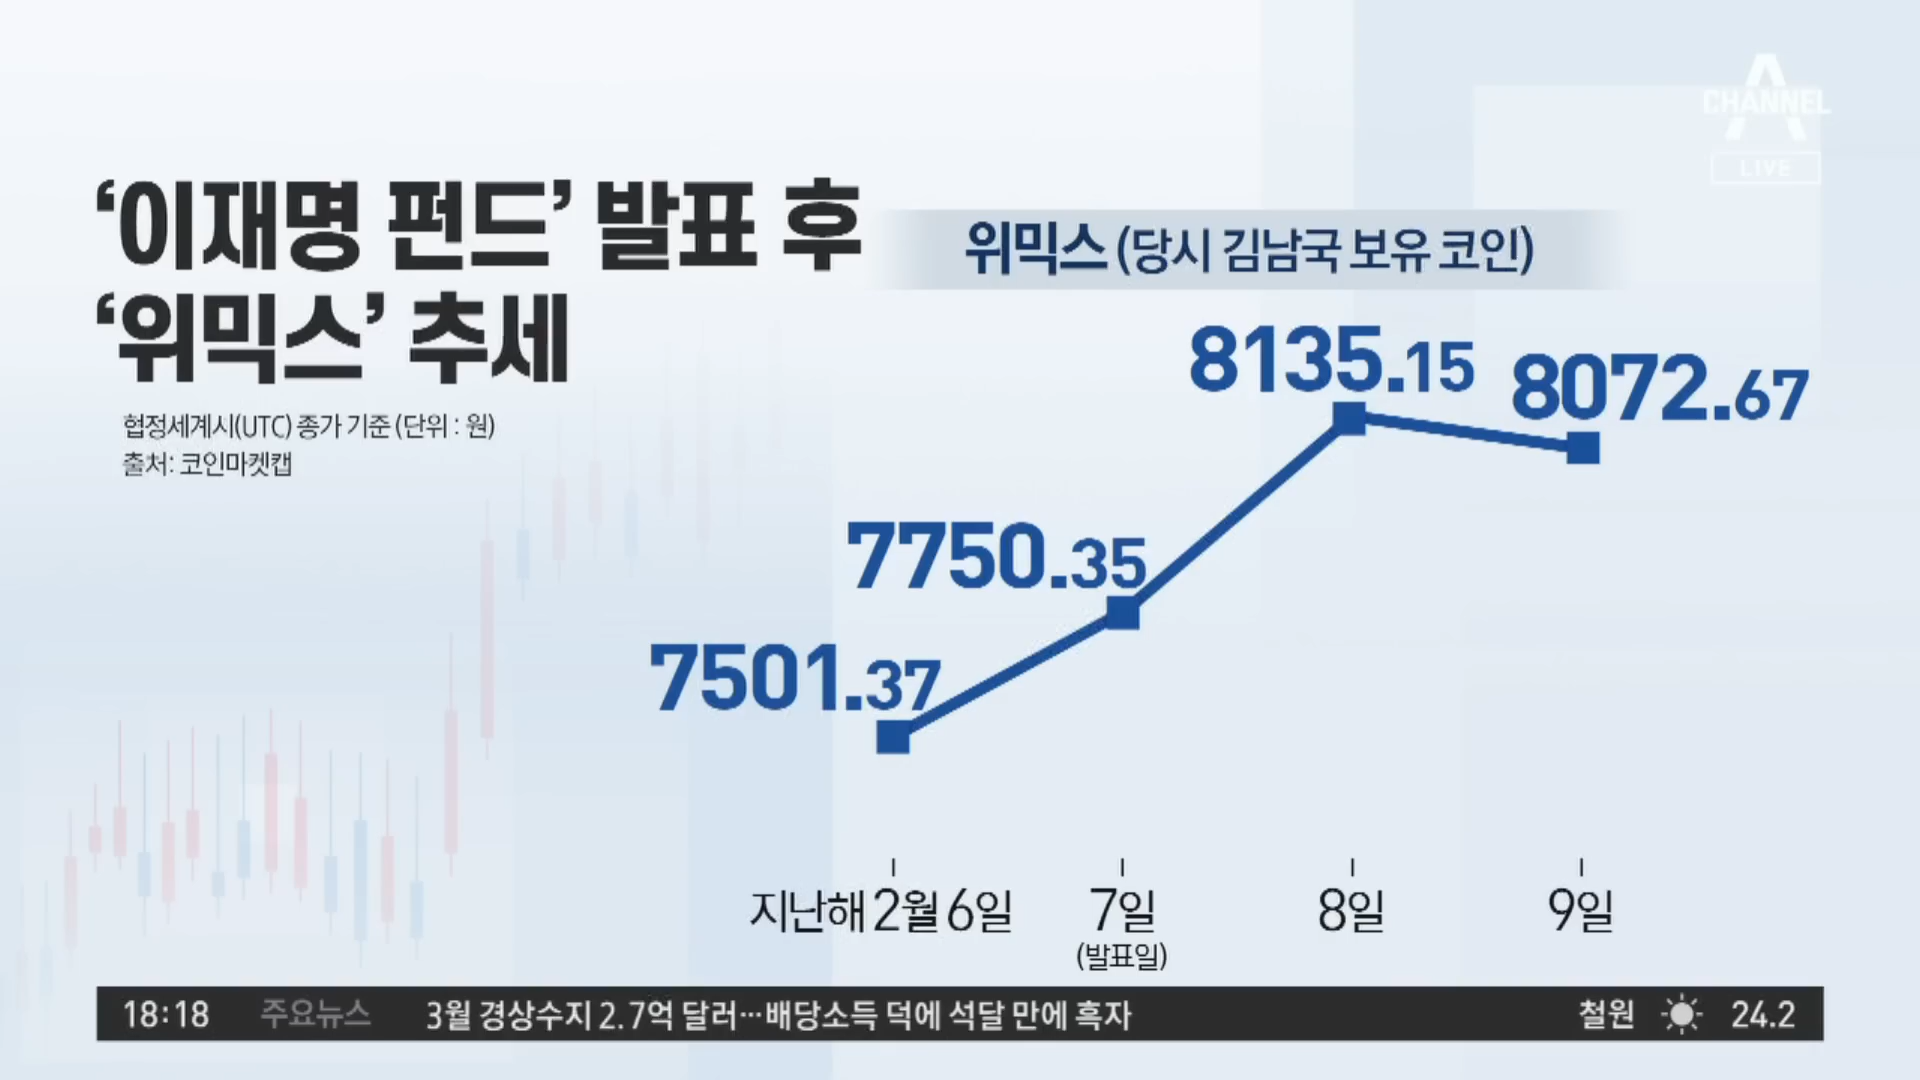 ‘이재명 펀드’ 발표 후
‘위믹스’ 추세
협정세계시(UTC) 종가 기준 (단위 : 원)
출처: 코인마켓캡
CHANNEL A
LIVE
위믹스 (당시 김남국 보유 코인)
7501.37
7750.35
8135.15
8072.67
지난해 2월 6일
7일
(발표일)
8일
9일
18:18 주요뉴스 3월 경상수지 2.7억 달러…배당소득 덕에 석달 만에 흑자 철원 24.2